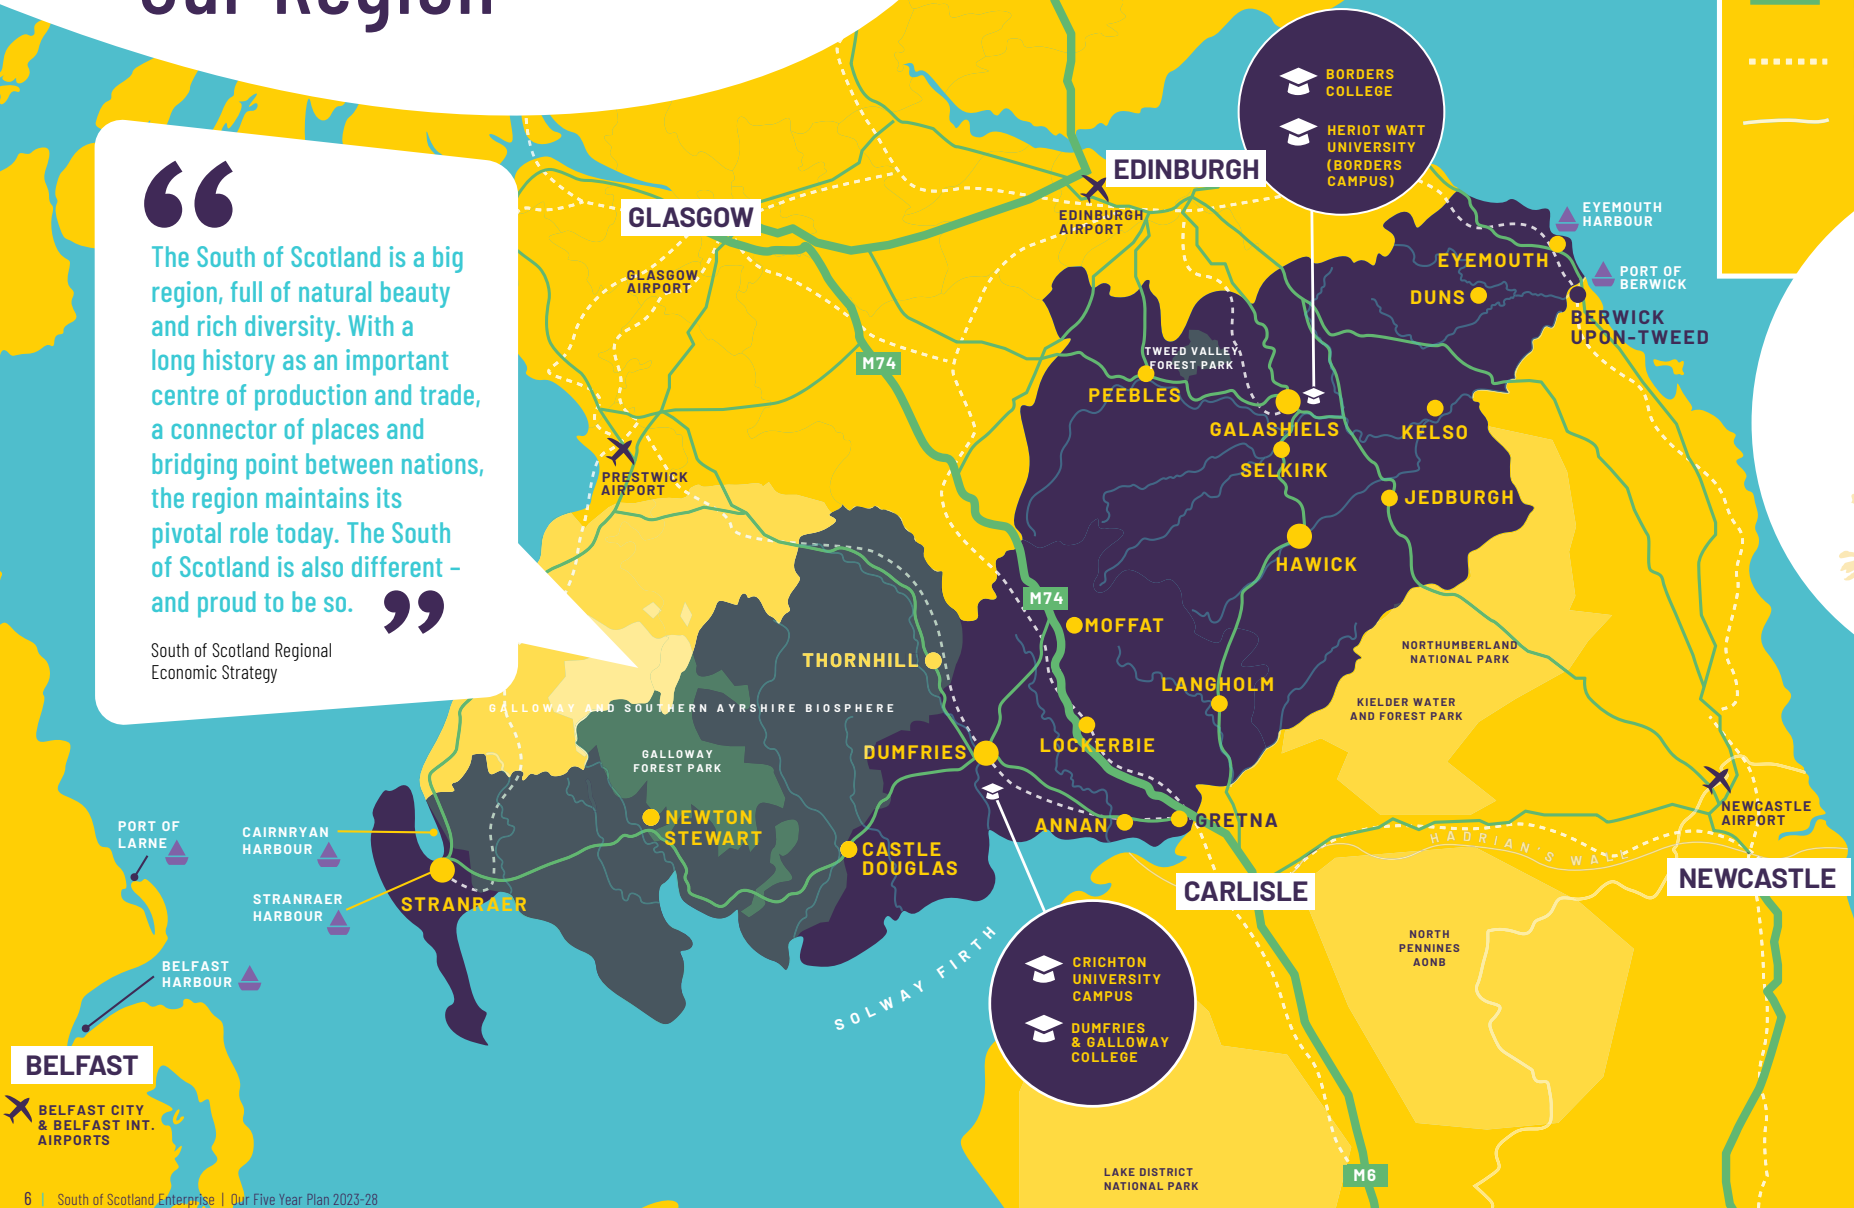 Our Region
The South of Scotland is a big
region, full of natural beauty
and rich diversity. With a
long history as an important
centre of production and trade,
a connector of places and
bridging point between nations,
the region maintains its
pivotal role today. The South
of Scotland is also different –
and proud to be so.
South of Scotland Regional
Economic Strategy
BORDERS
COLLEGE
HERIOT WATT
UNIVERSITY
(BORDERS
CAMPUS)
EDINBURGH
EDINBURGH
AIRPORT
GLASGOW
GLASGOW
AIRPORT
EYEMOUTH
HARBOUR
EYEMOUTH
PORT OF
BERWICK
DUNS
BERWICK
UPON-TWEED
M74
TWEED VALLEY
FOREST PARK
PEEBLES
GALASHIELS
KELSO
SELKIRK
PRESTWICK
AIRPORT
JEDBURGH
HAWICK
M74
MOFFAT
THORNHILL
NORTHUMBERLAND
NATIONAL PARK
LANGHOLM
KIELDER WATER
AND FOREST PARK
GALLOWAY AND SOUTHERN AYRSHIRE BIOSPHERE
GALLOWAY
FOREST PARK
DUMFRIES
LOCKERBIE
NEWTON
STEWART
ANNAN
GRETNA
NEWCASTLE
AIRPORT
HADRIAN'S WALL
PORT OF
LARNE
CAIRNRYAN
HARBOUR
CASTLE
DOUGLAS
STRANRAER
HARBOUR
STRANRAER
CARLISLE
NEWCASTLE
BELFAST
HARBOUR
SOLWAY FIRTH
NORTH
PENNINES
AONB
CRICHTON
UNIVERSITY
CAMPUS
DUMFRIES
& GALLOWAY
COLLEGE
BELFAST
BELFAST CITY
& BELFAST INT.
AIRPORTS
LAKE DISTRICT
NATIONAL PARK
M6
6 | South of Scotland Enterprise | Our Five Year Plan 2023-28